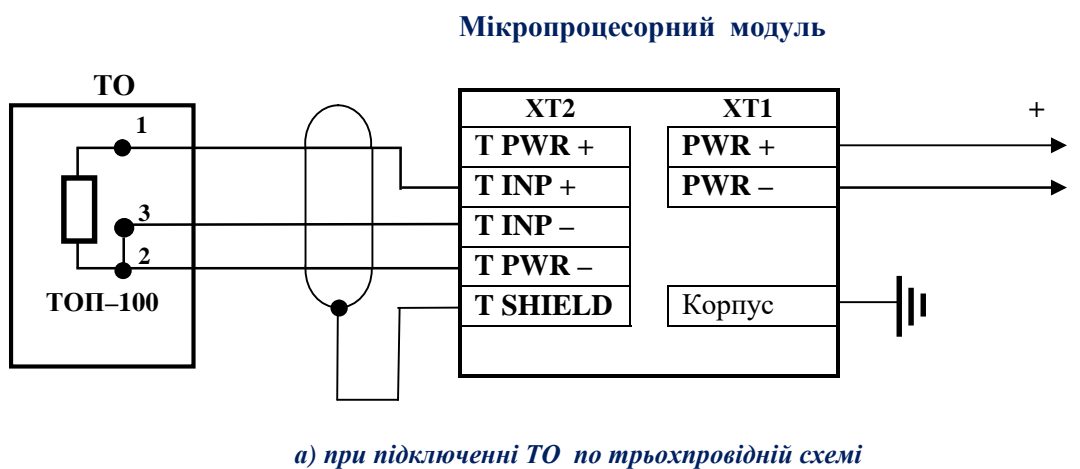 Мікропроцесорний модуль
ТО
1
3
2
ТОП–100
XT2
T PWR +
T INP +
T INP –
T PWR –
T SHIELD
XT1
PWR +
PWR –
Корпус
+
а) при підключенні ТО по трьохпровідній схемі